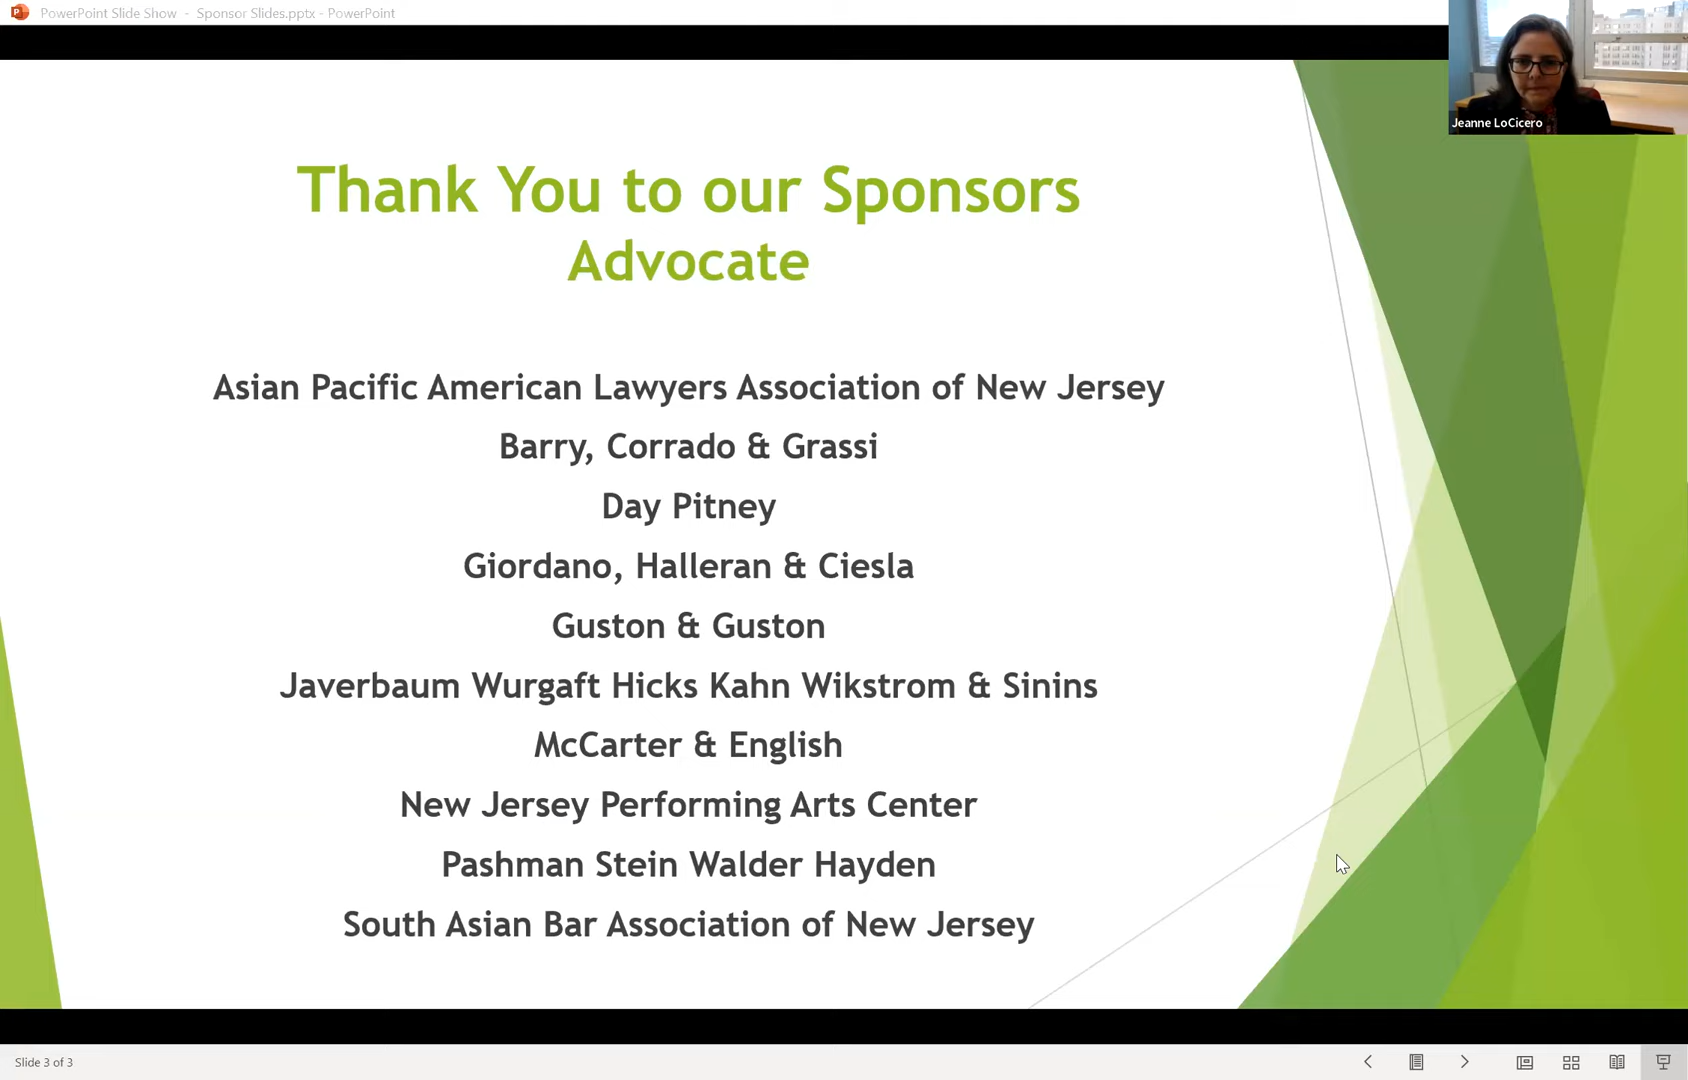 PowerPoint Slide Show - Sponsor Slides.pptx - PowerPoint
Jeanne LoCicero
Thank You to our Sponsors
Advocate
Asian Pacific American Lawyers Association of New Jersey
Barry, Corrado & Grassi
Day Pitney
Giordano, Halleran & Ciesla
Guston & Guston
Javerbaum Wurgaft Hicks Kahn Wikstrom & Sinins
McCarter & English
New Jersey Performing Arts Center
Pashman Stein Walder Hayden
South Asian Bar Association of New Jersey
Slide 3 of 3